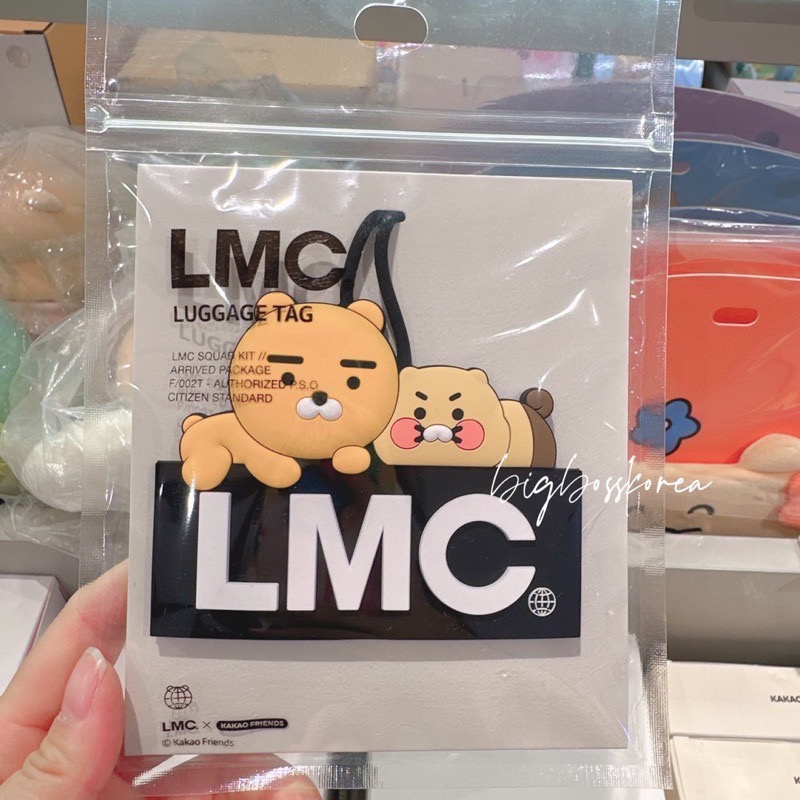 LMC
LUGGAGE TAG
LMC SQUAD KIT //
ARRIVED PACKAGE
F/002T - AUTHORIZED P.S.O
CITIZEN STANDARD
LMC.
bigbosskorea
LMC. × KAKAO FRIENDS
© Kakao Friends
KAKAO